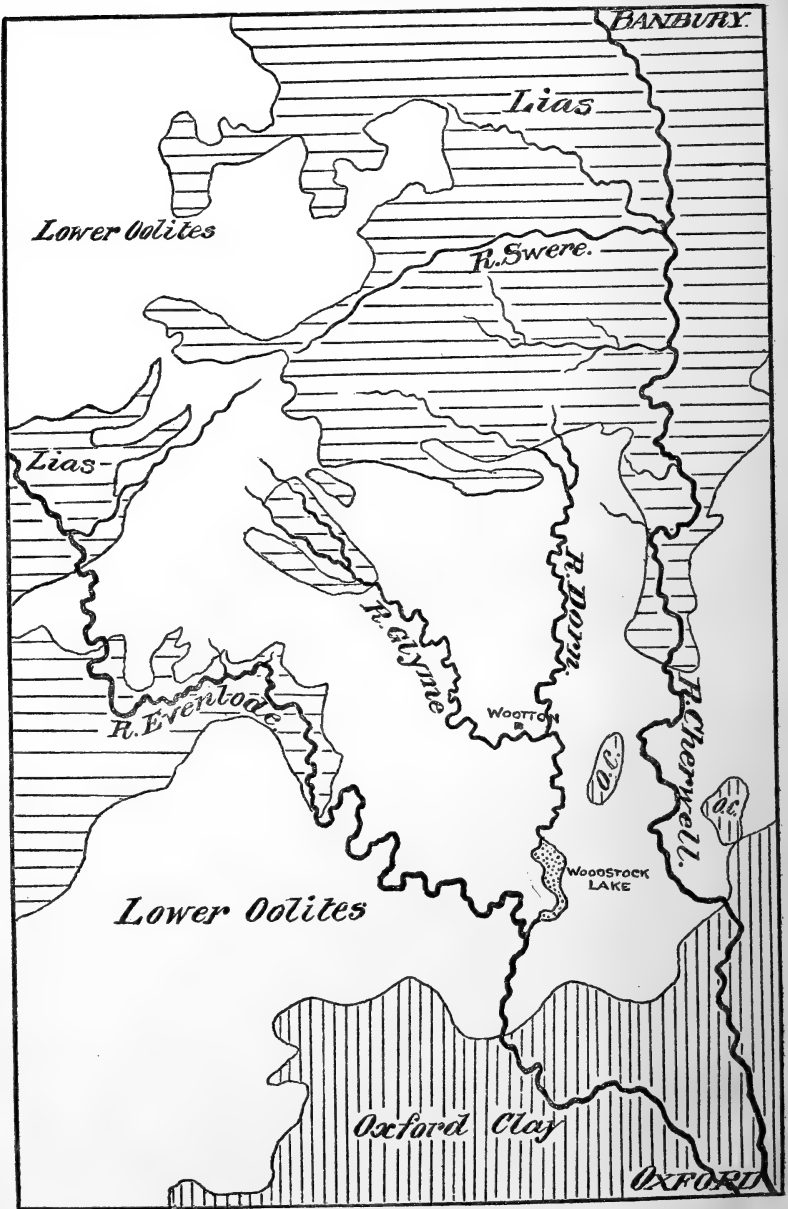 BANBURY.
Lias
Lower Oolites
R. Swere.
Lias
R. Dorn.
R. Glyme
R. Evenlode
WOOTTON
R. Cherwell.
O.C.
O.C.
WOODSTOCK
LAKE
Lower Oolites
Oxford Clay
OXFORD